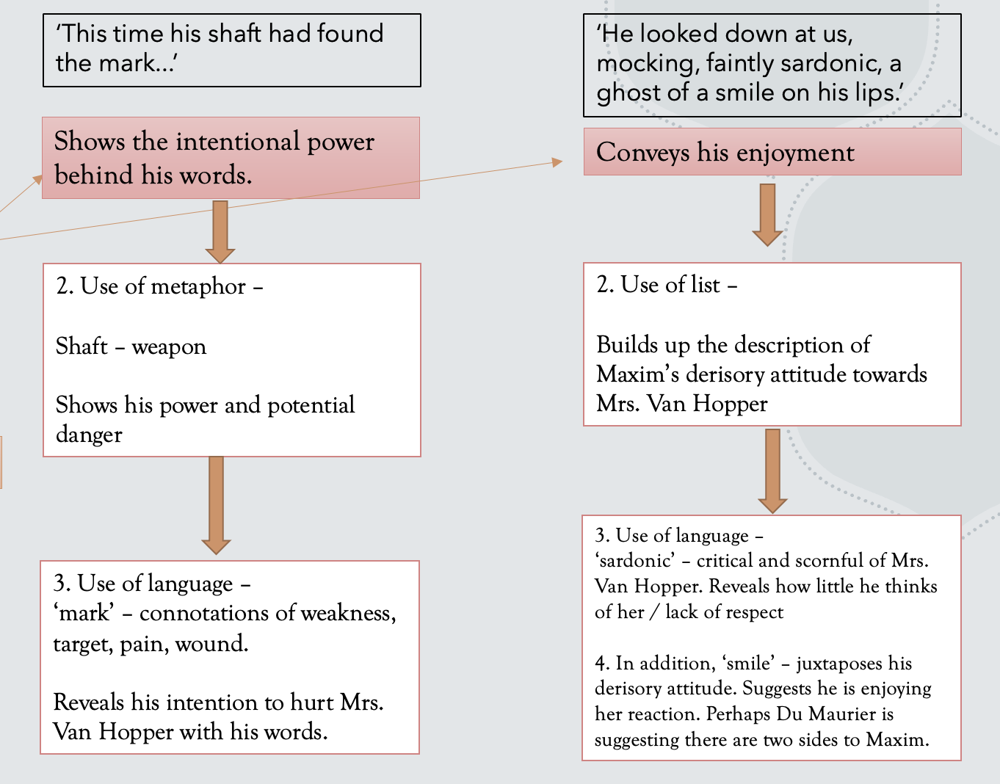 ‘This time his shaft had found
the mark...’
Shows the intentional power
behind his words.
2. Use of metaphor –
Shaft – weapon
Shows his power and potential
danger
3. Use of language –
‘mark’ – connotations of weakness,
target, pain, wound.
Reveals his intention to hurt Mrs.
Van Hopper with his words.
‘He looked down at us,
mocking, faintly sardonic, a
ghost of a smile on his lips.’
Conveys his enjoyment
2. Use of list –
Builds up the description of
Maxim’s derisory attitude towards
Mrs. Van Hopper
3. Use of language –
‘sardonic’ – critical and scornful of Mrs.
Van Hopper. Reveals how little he thinks
of her / lack of respect
4. In addition, ‘smile’ – juxtaposes his
derisory attitude. Suggests he is enjoying
her reaction. Perhaps Du Maurier is
suggesting there are two sides to Maxim.